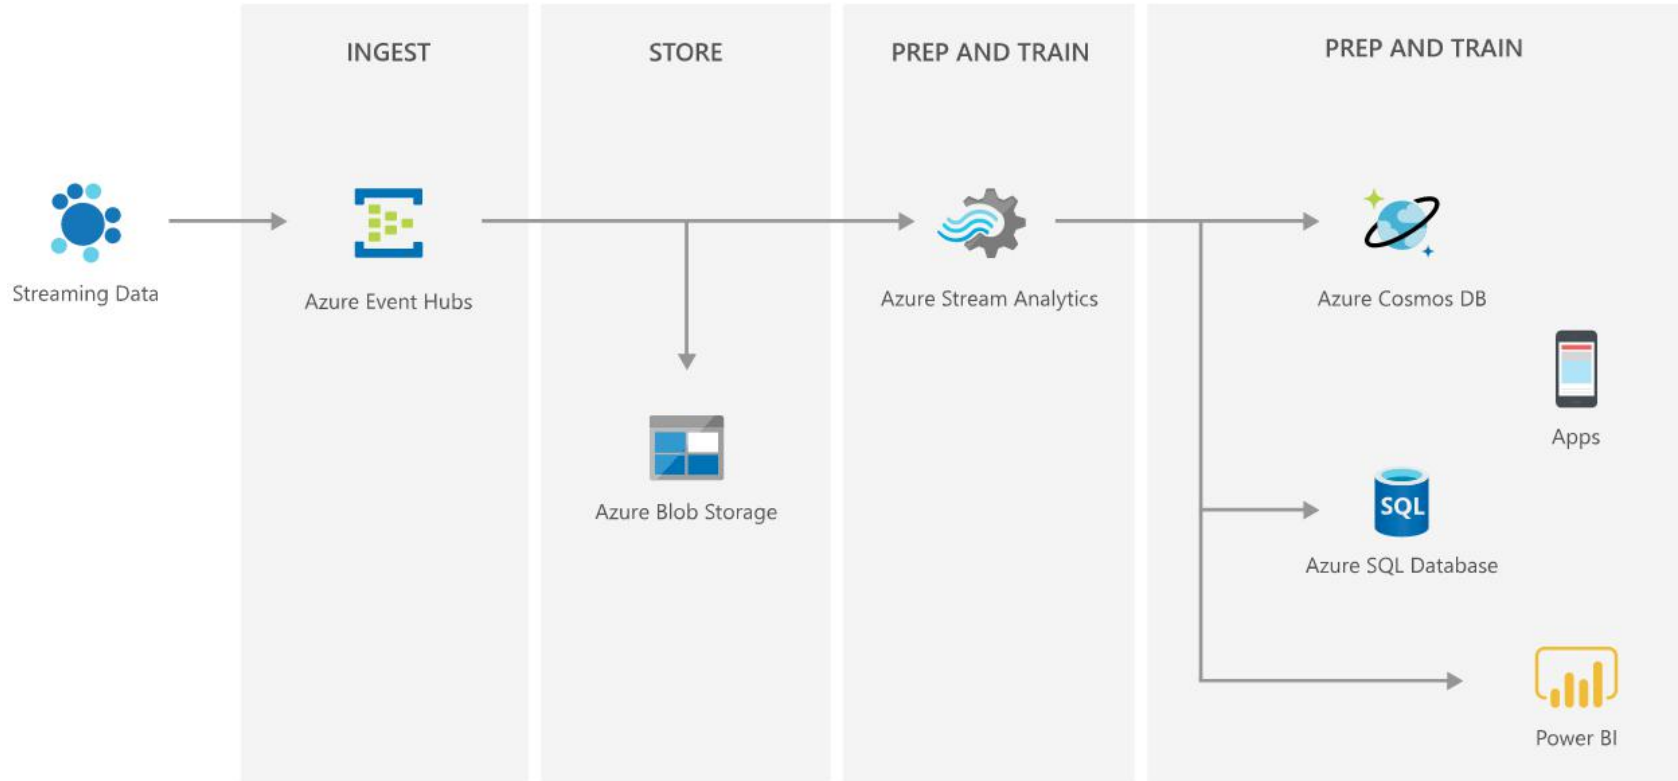 INGEST
STORE
PREP AND TRAIN
PREP AND TRAIN
Streaming Data
Azure Event Hubs
Azure Stream Analytics
Azure Cosmos DB
Apps
Azure Blob Storage
SQL
Azure SQL Database
Power BI